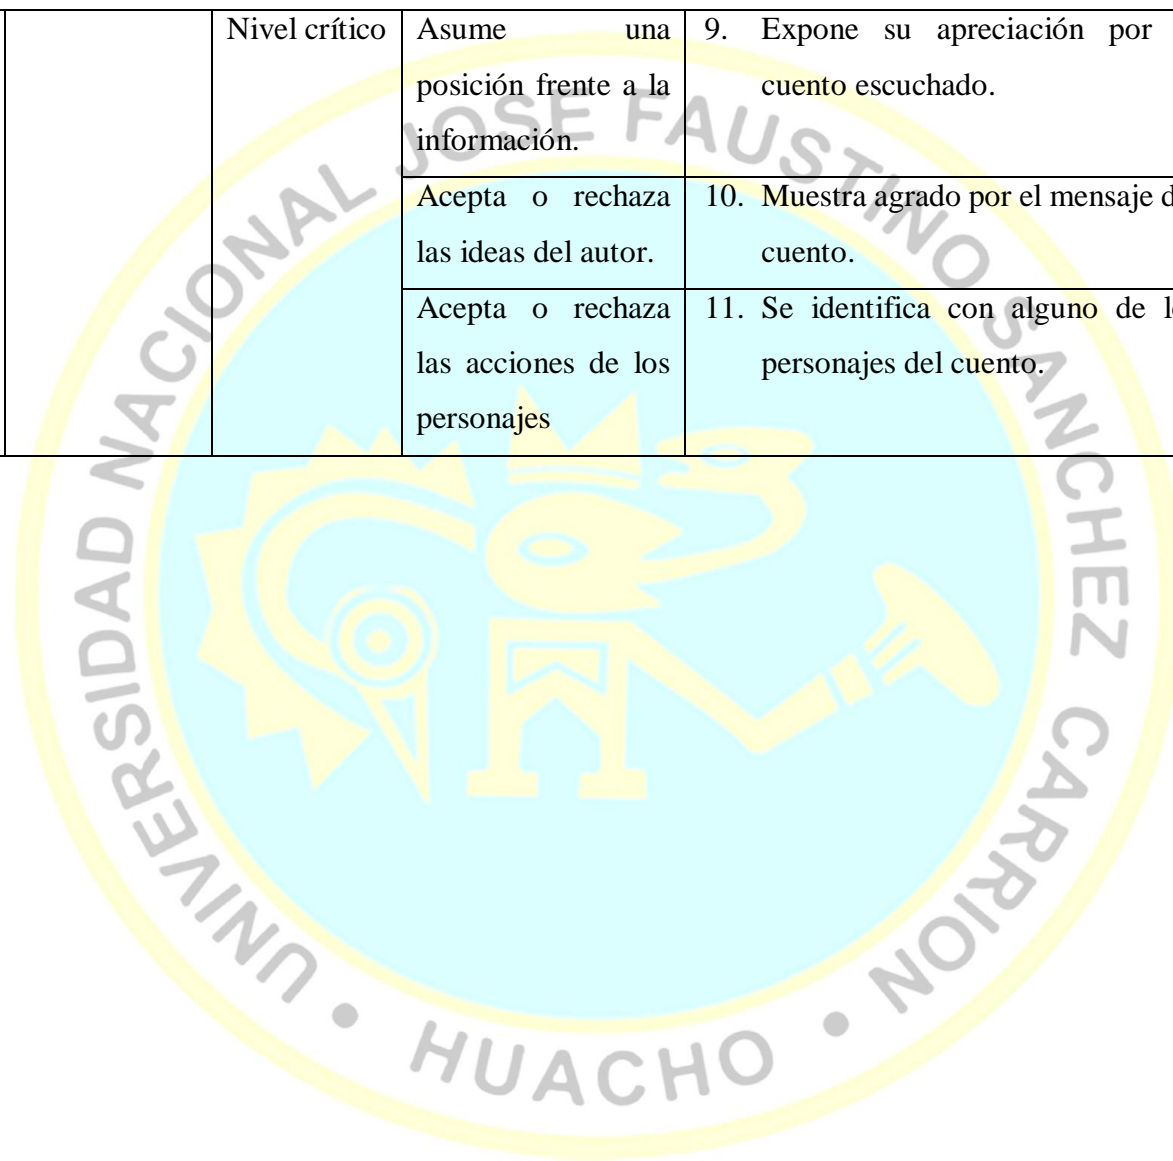 Nivel crítico
Asume una
posición frente a la
información.
9. Expone su apreciación por
cuento escuchado.
Acepta o rechaza
las ideas del autor.
10. Muestra agrado por el mensaje d
cuento.
Acepta o rechaza
las acciones de los
personajes
11. Se identifica con alguno de l
personajes del cuento.
UNIVERSIDAD NACIONAL JOSE FAUSTINO SANCHEZ CARRION
• HUACHO •